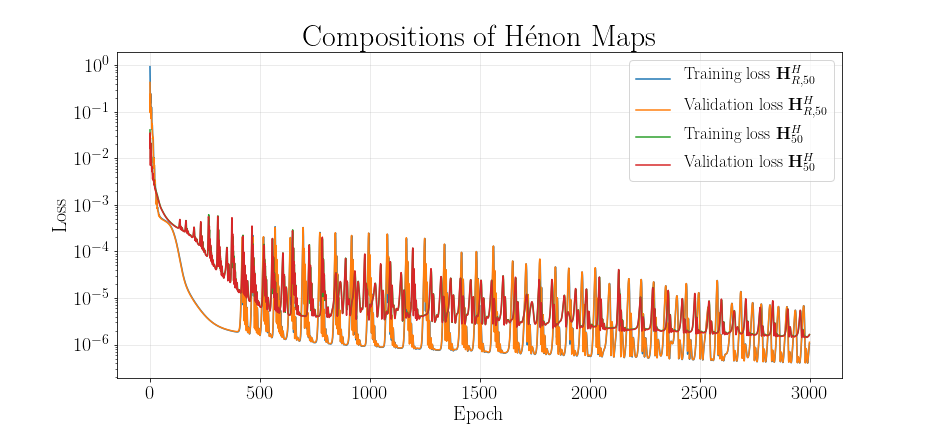 Compositions of Hénon Maps
Loss
10^0
10^{-1}
10^{-2}
10^{-3}
10^{-4}
10^{-5}
10^{-6}
Training loss H^H_{R,50}
Validation loss H^H_{R,50}
Training loss H^H_{50}
Validation loss H^H_{50}
0 500 1000 1500 2000 2500 3000
Epoch